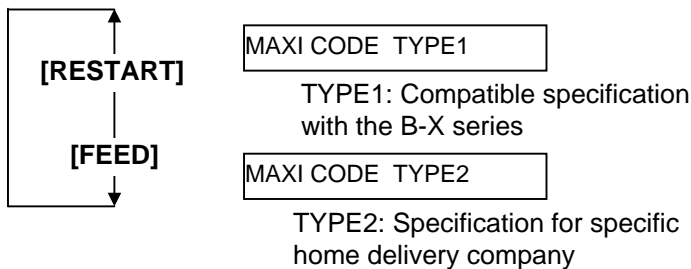 MAXI CODE TYPE1
[RESTART]
TYPE1: Compatible specification
with the B-X series
[FEED]
MAXI CODE TYPE2
TYPE2: Specification for specific
home delivery company